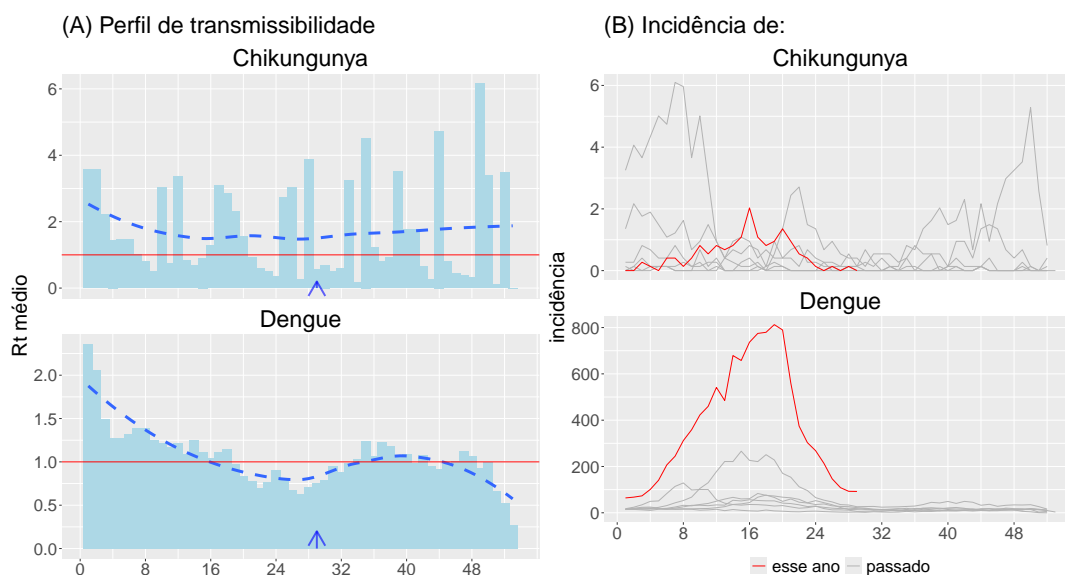 (A) Perfil de transmissibilidade
Chikungunya
6
4
2
0
Dengue
2.0
1.5
1.0
0.5
0.0
0 8 16 24 32 40 48
Rt médio
(B) Incidência de:
Chikungunya
6
4
2
0
Dengue
800
600
400
200
0
0 8 16 24 32 40 48
incidência
esse ano passado